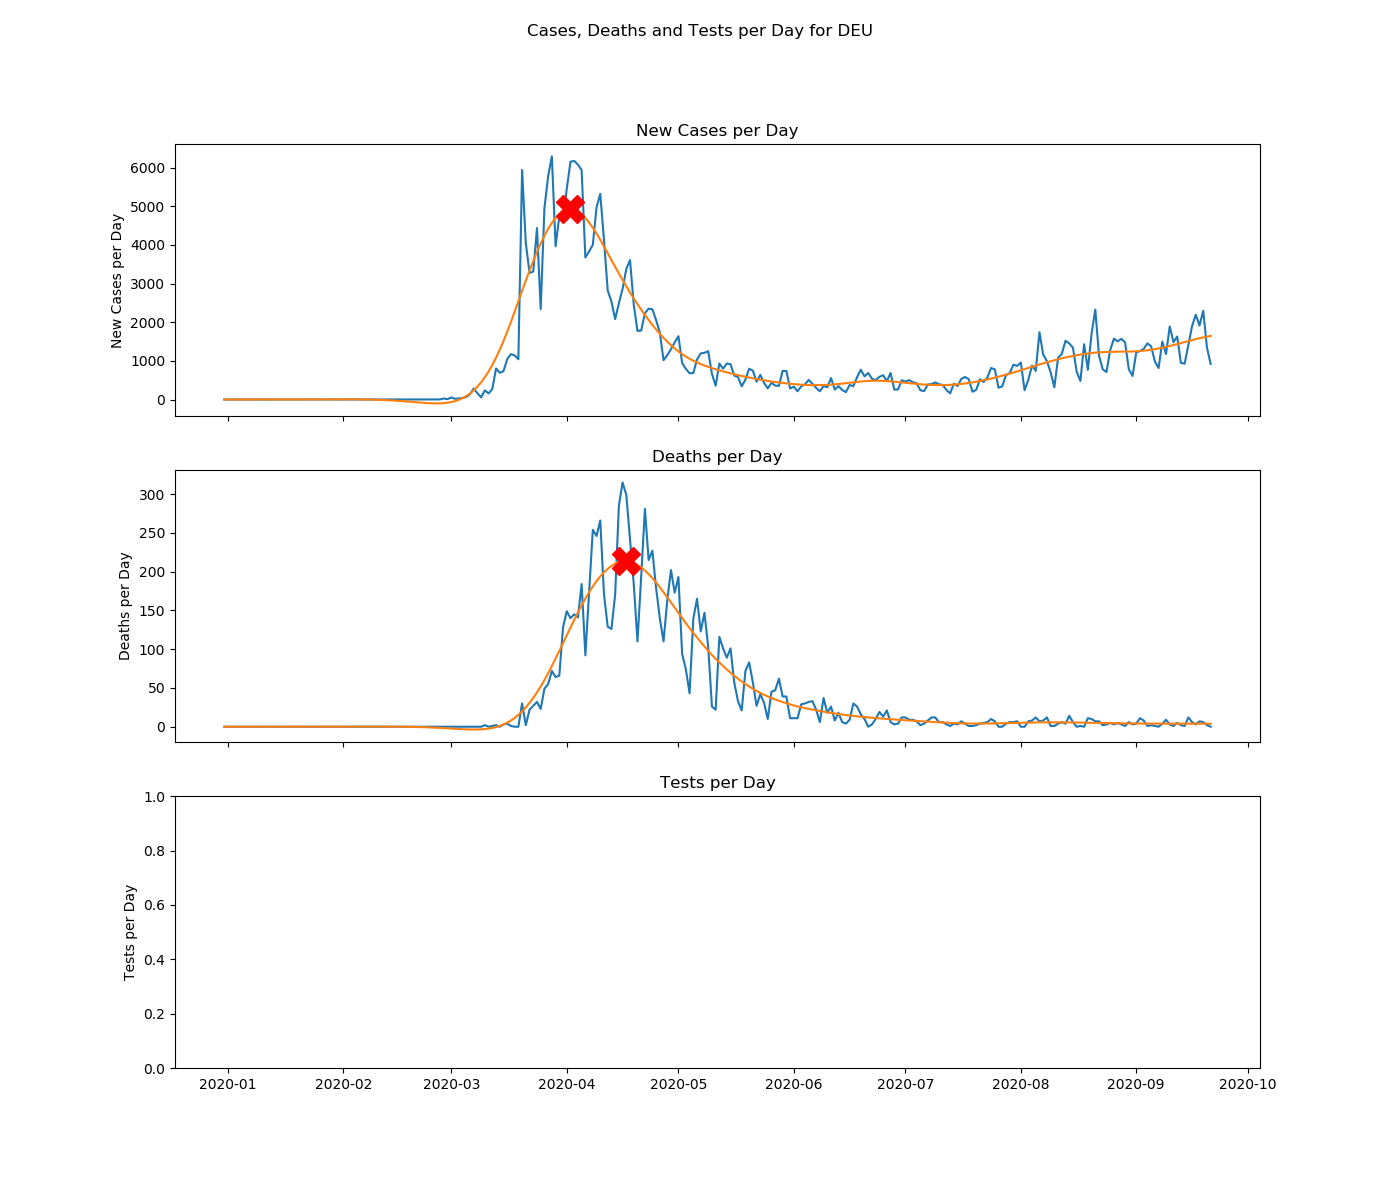 Cases, Deaths and Tests per Day for DEU
New Cases per Day
New Cases per Day
6000
5000
4000
3000
2000
1000
0
Deaths per Day
Deaths per Day
300
250
200
150
100
50
0
Tests per Day
Tests per Day
1.0
0.8
0.6
0.4
0.2
0.0
2020-01 2020-02 2020-03 2020-04 2020-05 2020-06 2020-07 2020-08 2020-09 2020-10